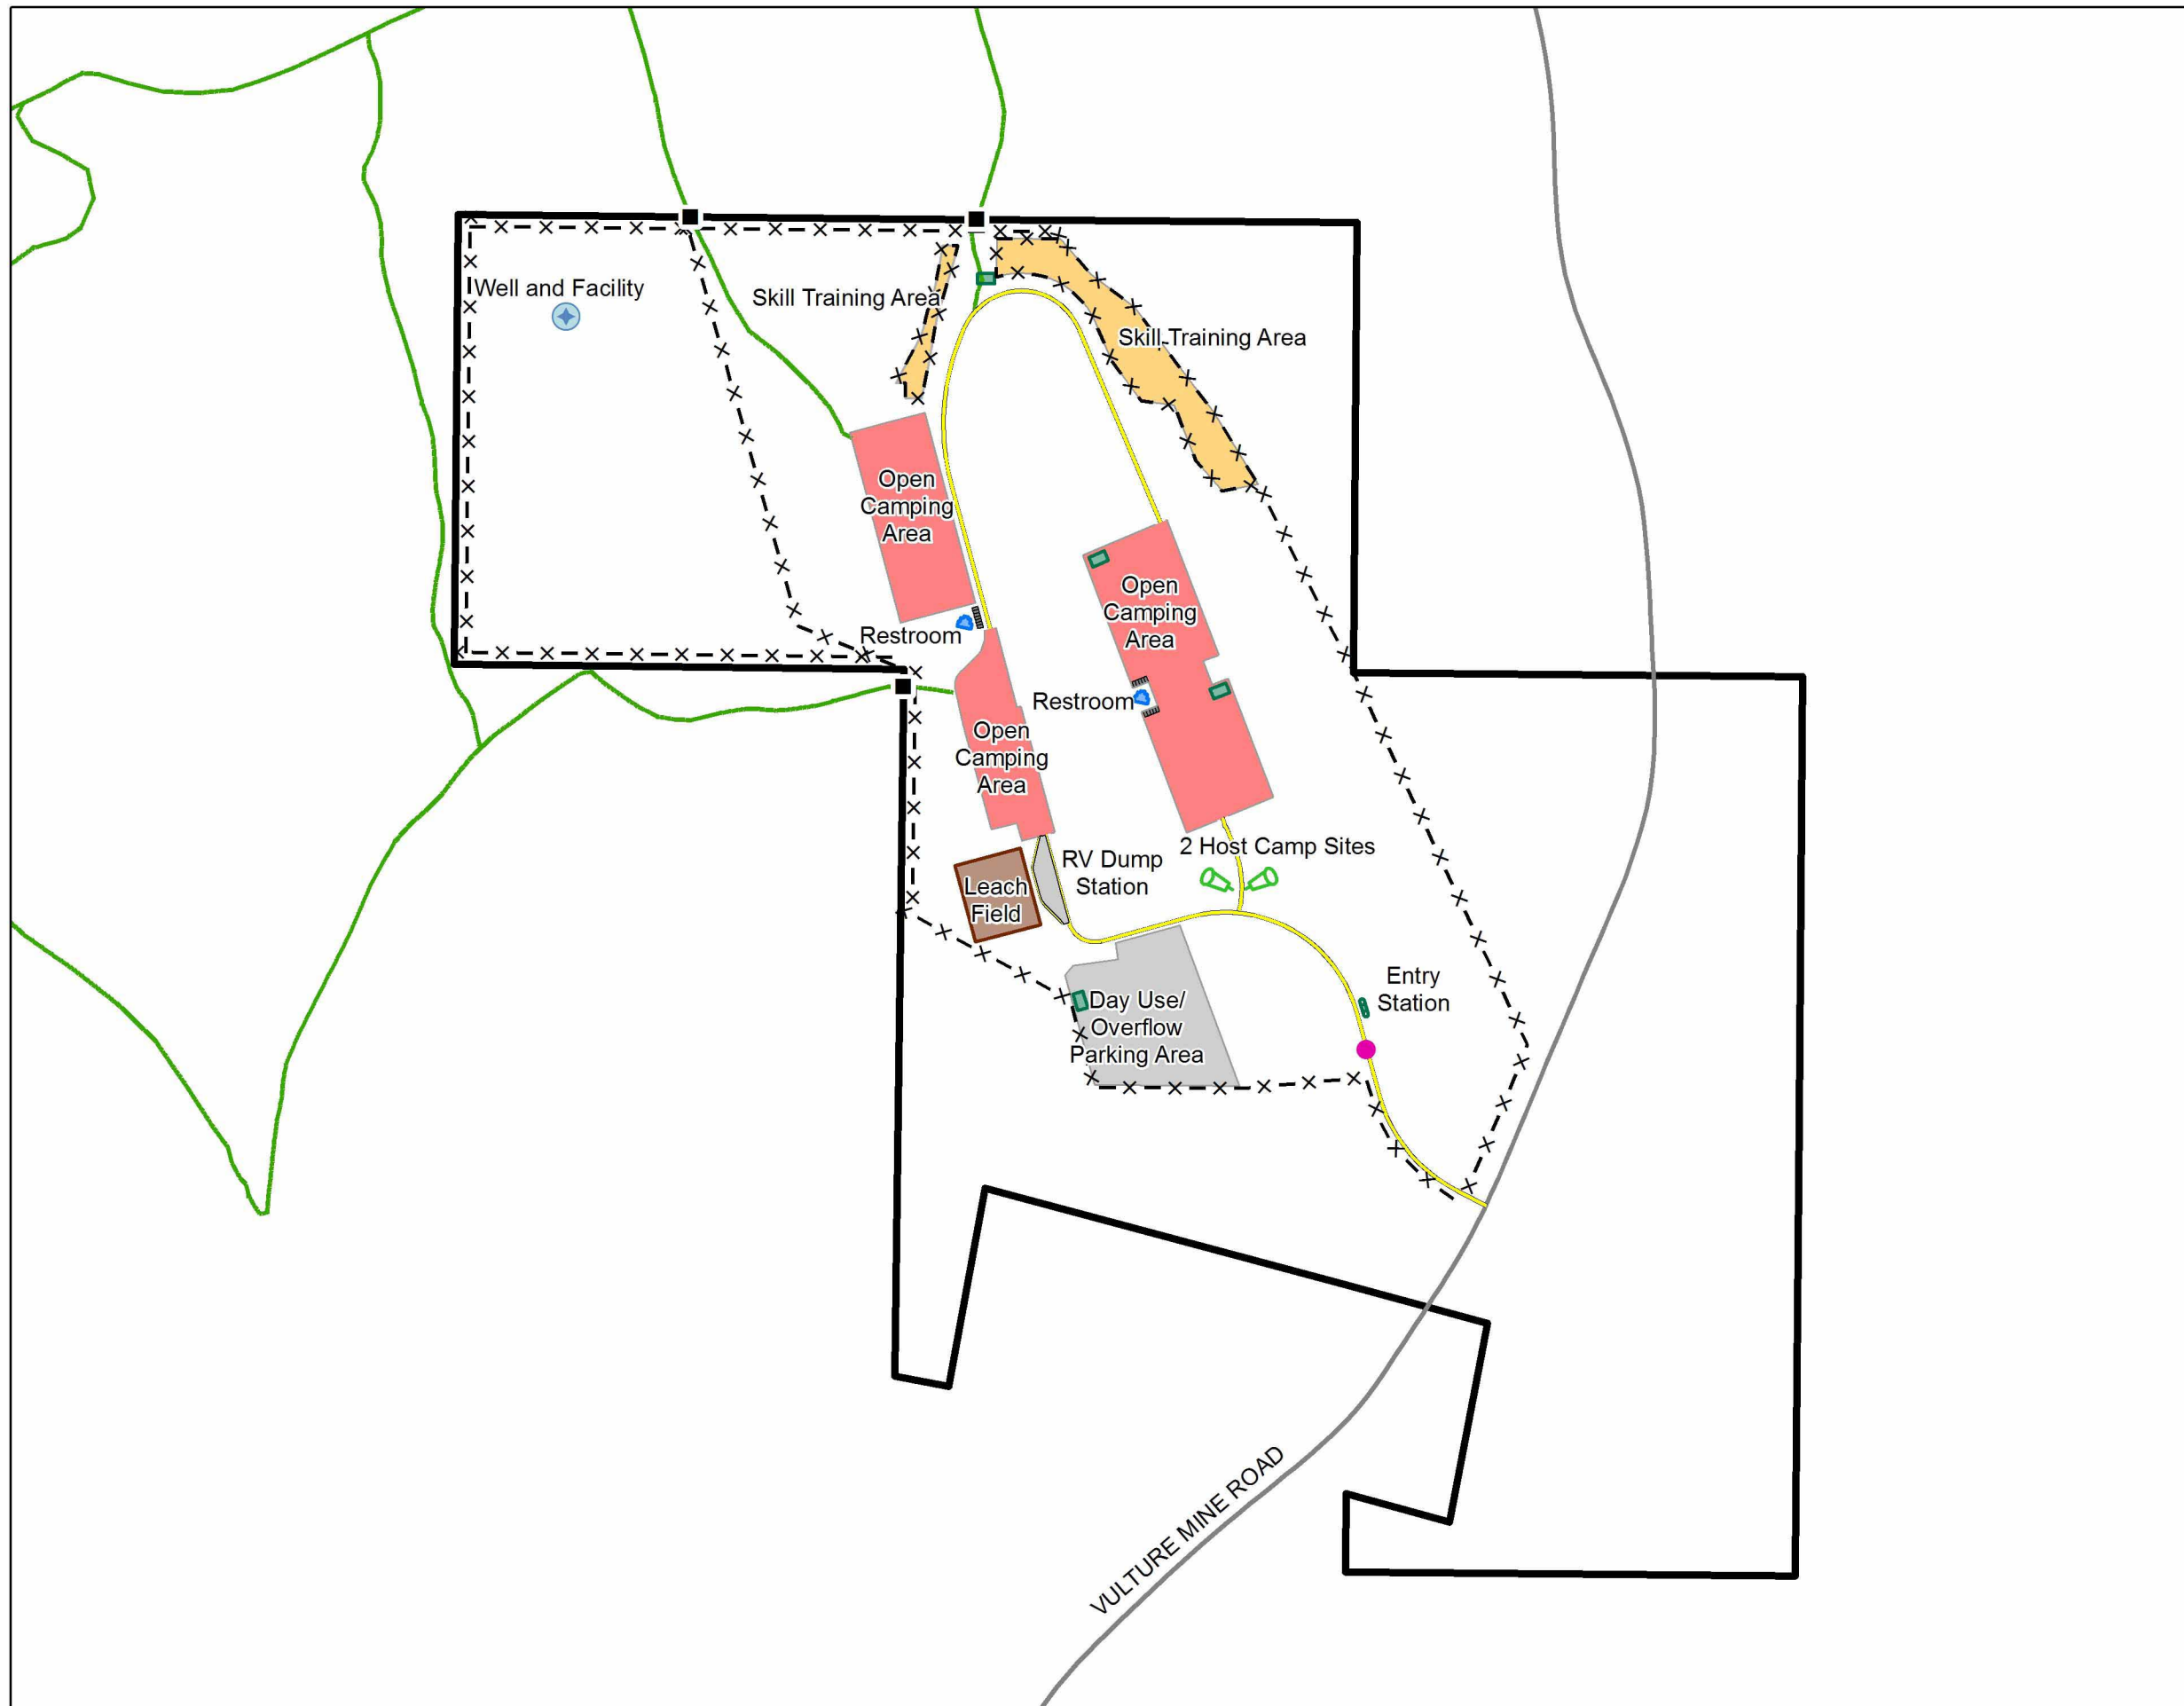 Well and Facility
Skill Training Area
Skill Training Area
Open
Camping
Area
Open
Camping
Area
Restroom
Restroom
Open
Camping
Area
2 Host Camp Sites
RV Dump
Station
Leach
Field
Entry
Station
Day Use/
Overflow
Parking Area
VULTURE MINE ROAD